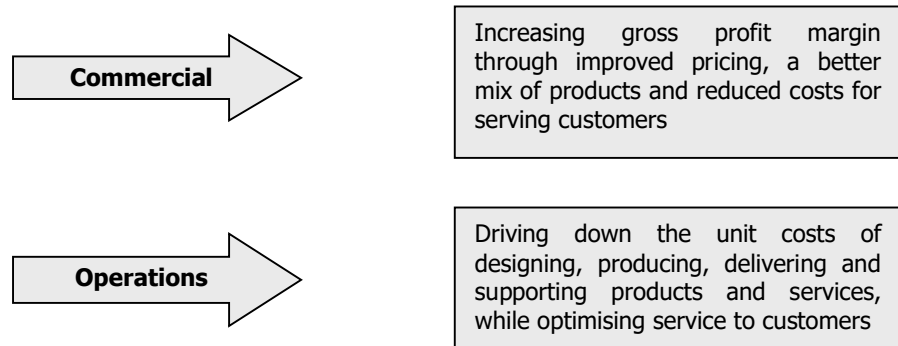 Commercial
Increasing gross profit margin
through improved pricing, a better
mix of products and reduced costs for
serving customers
Operations
Driving down the unit costs of
designing, producing, delivering and
supporting products and services,
while optimising service to customers